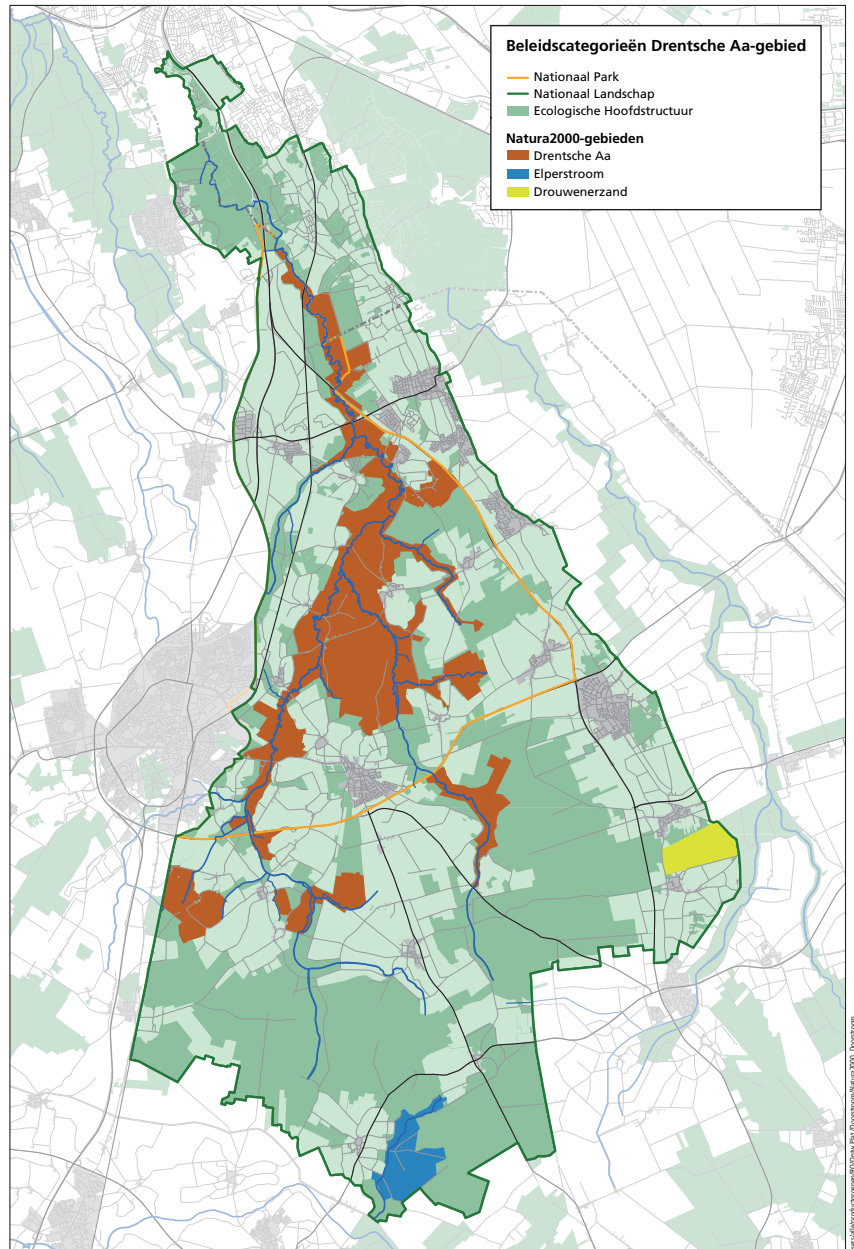 Beleidscategorieën Drentsche Aa-gebied
Nationaal Park
Nationaal Landschap
Ecologische Hoofdstructuur
Natura2000-gebieden
Drentsche Aa
Elperstroom
Drouwenerzand